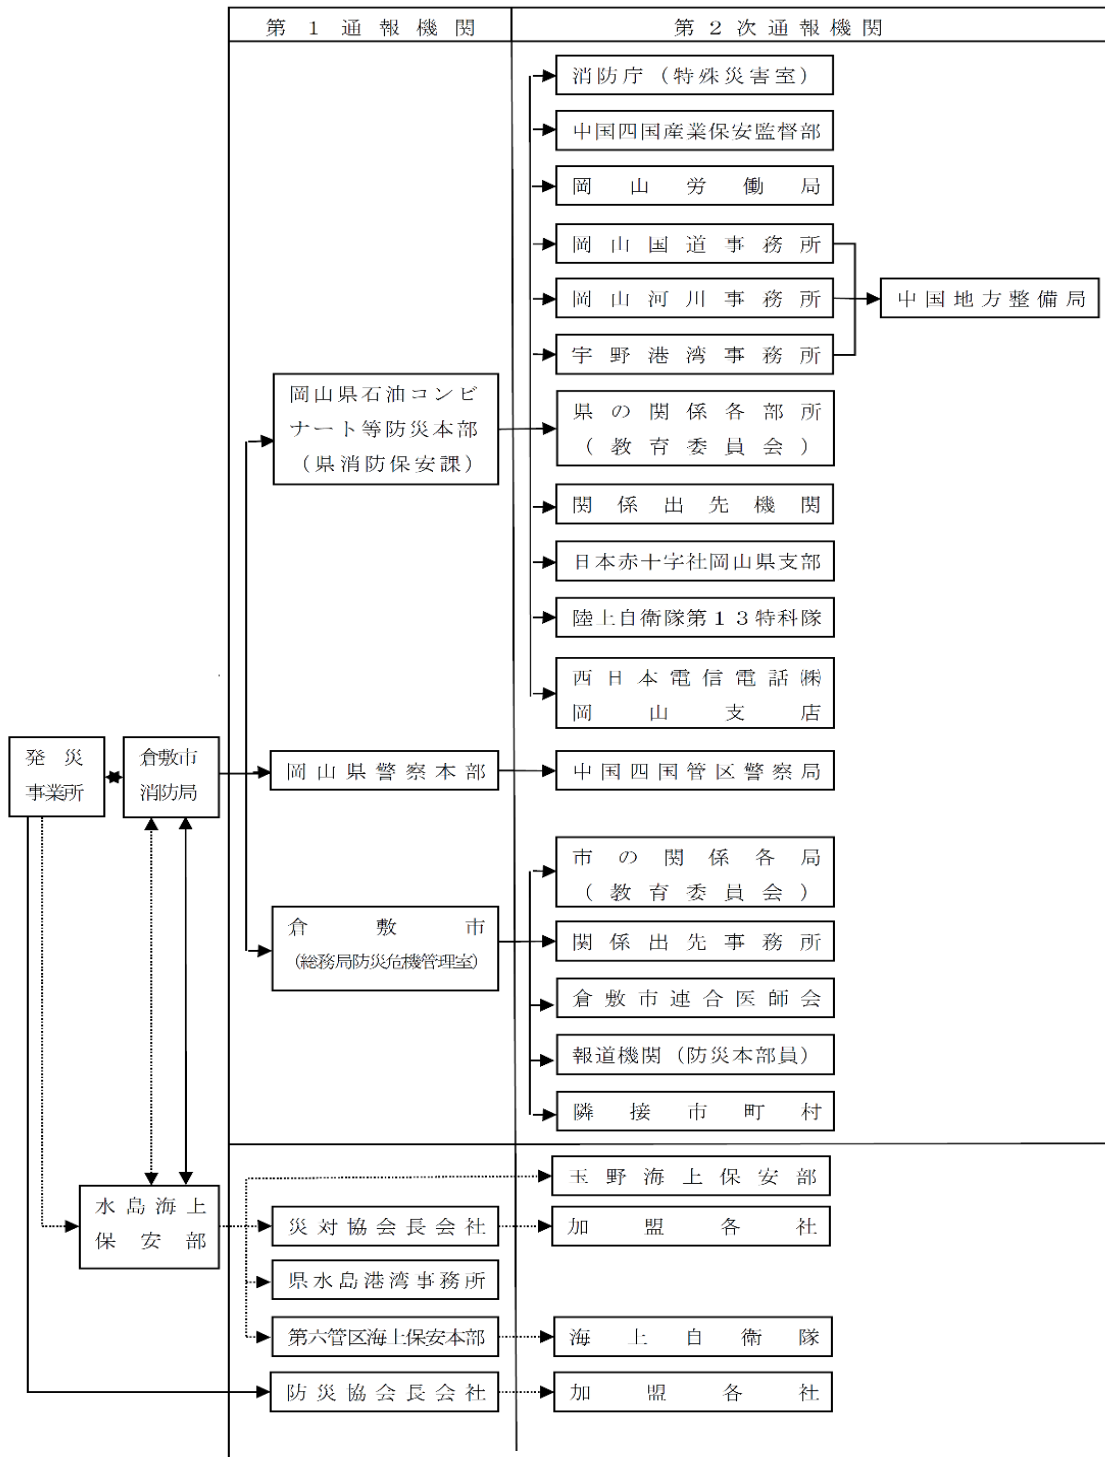 第１通報機関
第２次通報機関
消防庁（特殊災害室）
中国四国産業保安監督部
岡山労働局
岡山国道事務所
岡山河川事務所
中国地方整備局
宇野港湾事務所
岡山県石油コンビ
ナート等防災本部
（県消防保安課）
県の関係各部所
（教育委員会）
関係出先機関
日本赤十字社岡山県支部
陸上自衛隊第１３特科隊
西日本電信電話㈱
岡山支店
発災
事業所
倉敷市
消防局
岡山県警察本部
中国四国管区警察局
市の関係各局
（教育委員会）
倉敷市
（総務局防災危機管理室）
関係出先事務所
倉敷市連合医師会
報道機関（防災本部員）
隣接市町村
玉野海上保安部
水島海上
保安部
災対協会長会社
加盟各社
県水島港湾事務所
第六管区海上保安本部
海上自衛隊
防災協会長会社
加盟各社